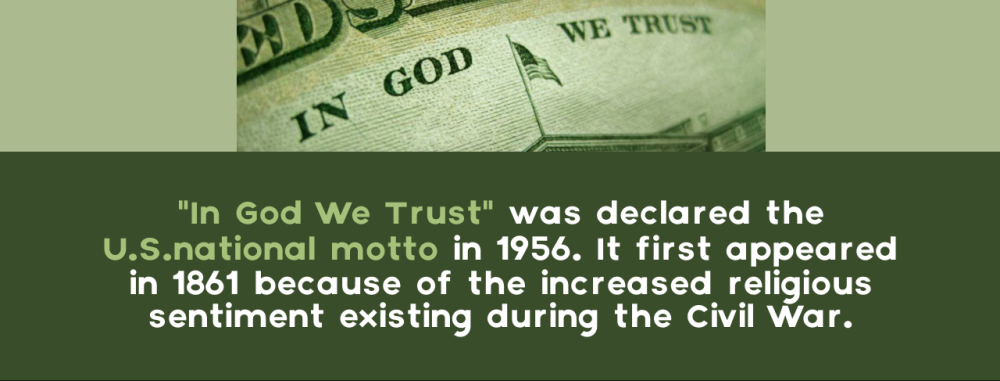 ED S
IN GOD WE TRUST
"In God We Trust" was declared the
U.S.national motto in 1956. It first appeared
in 1861 because of the increased religious
sentiment existing during the Civil War.